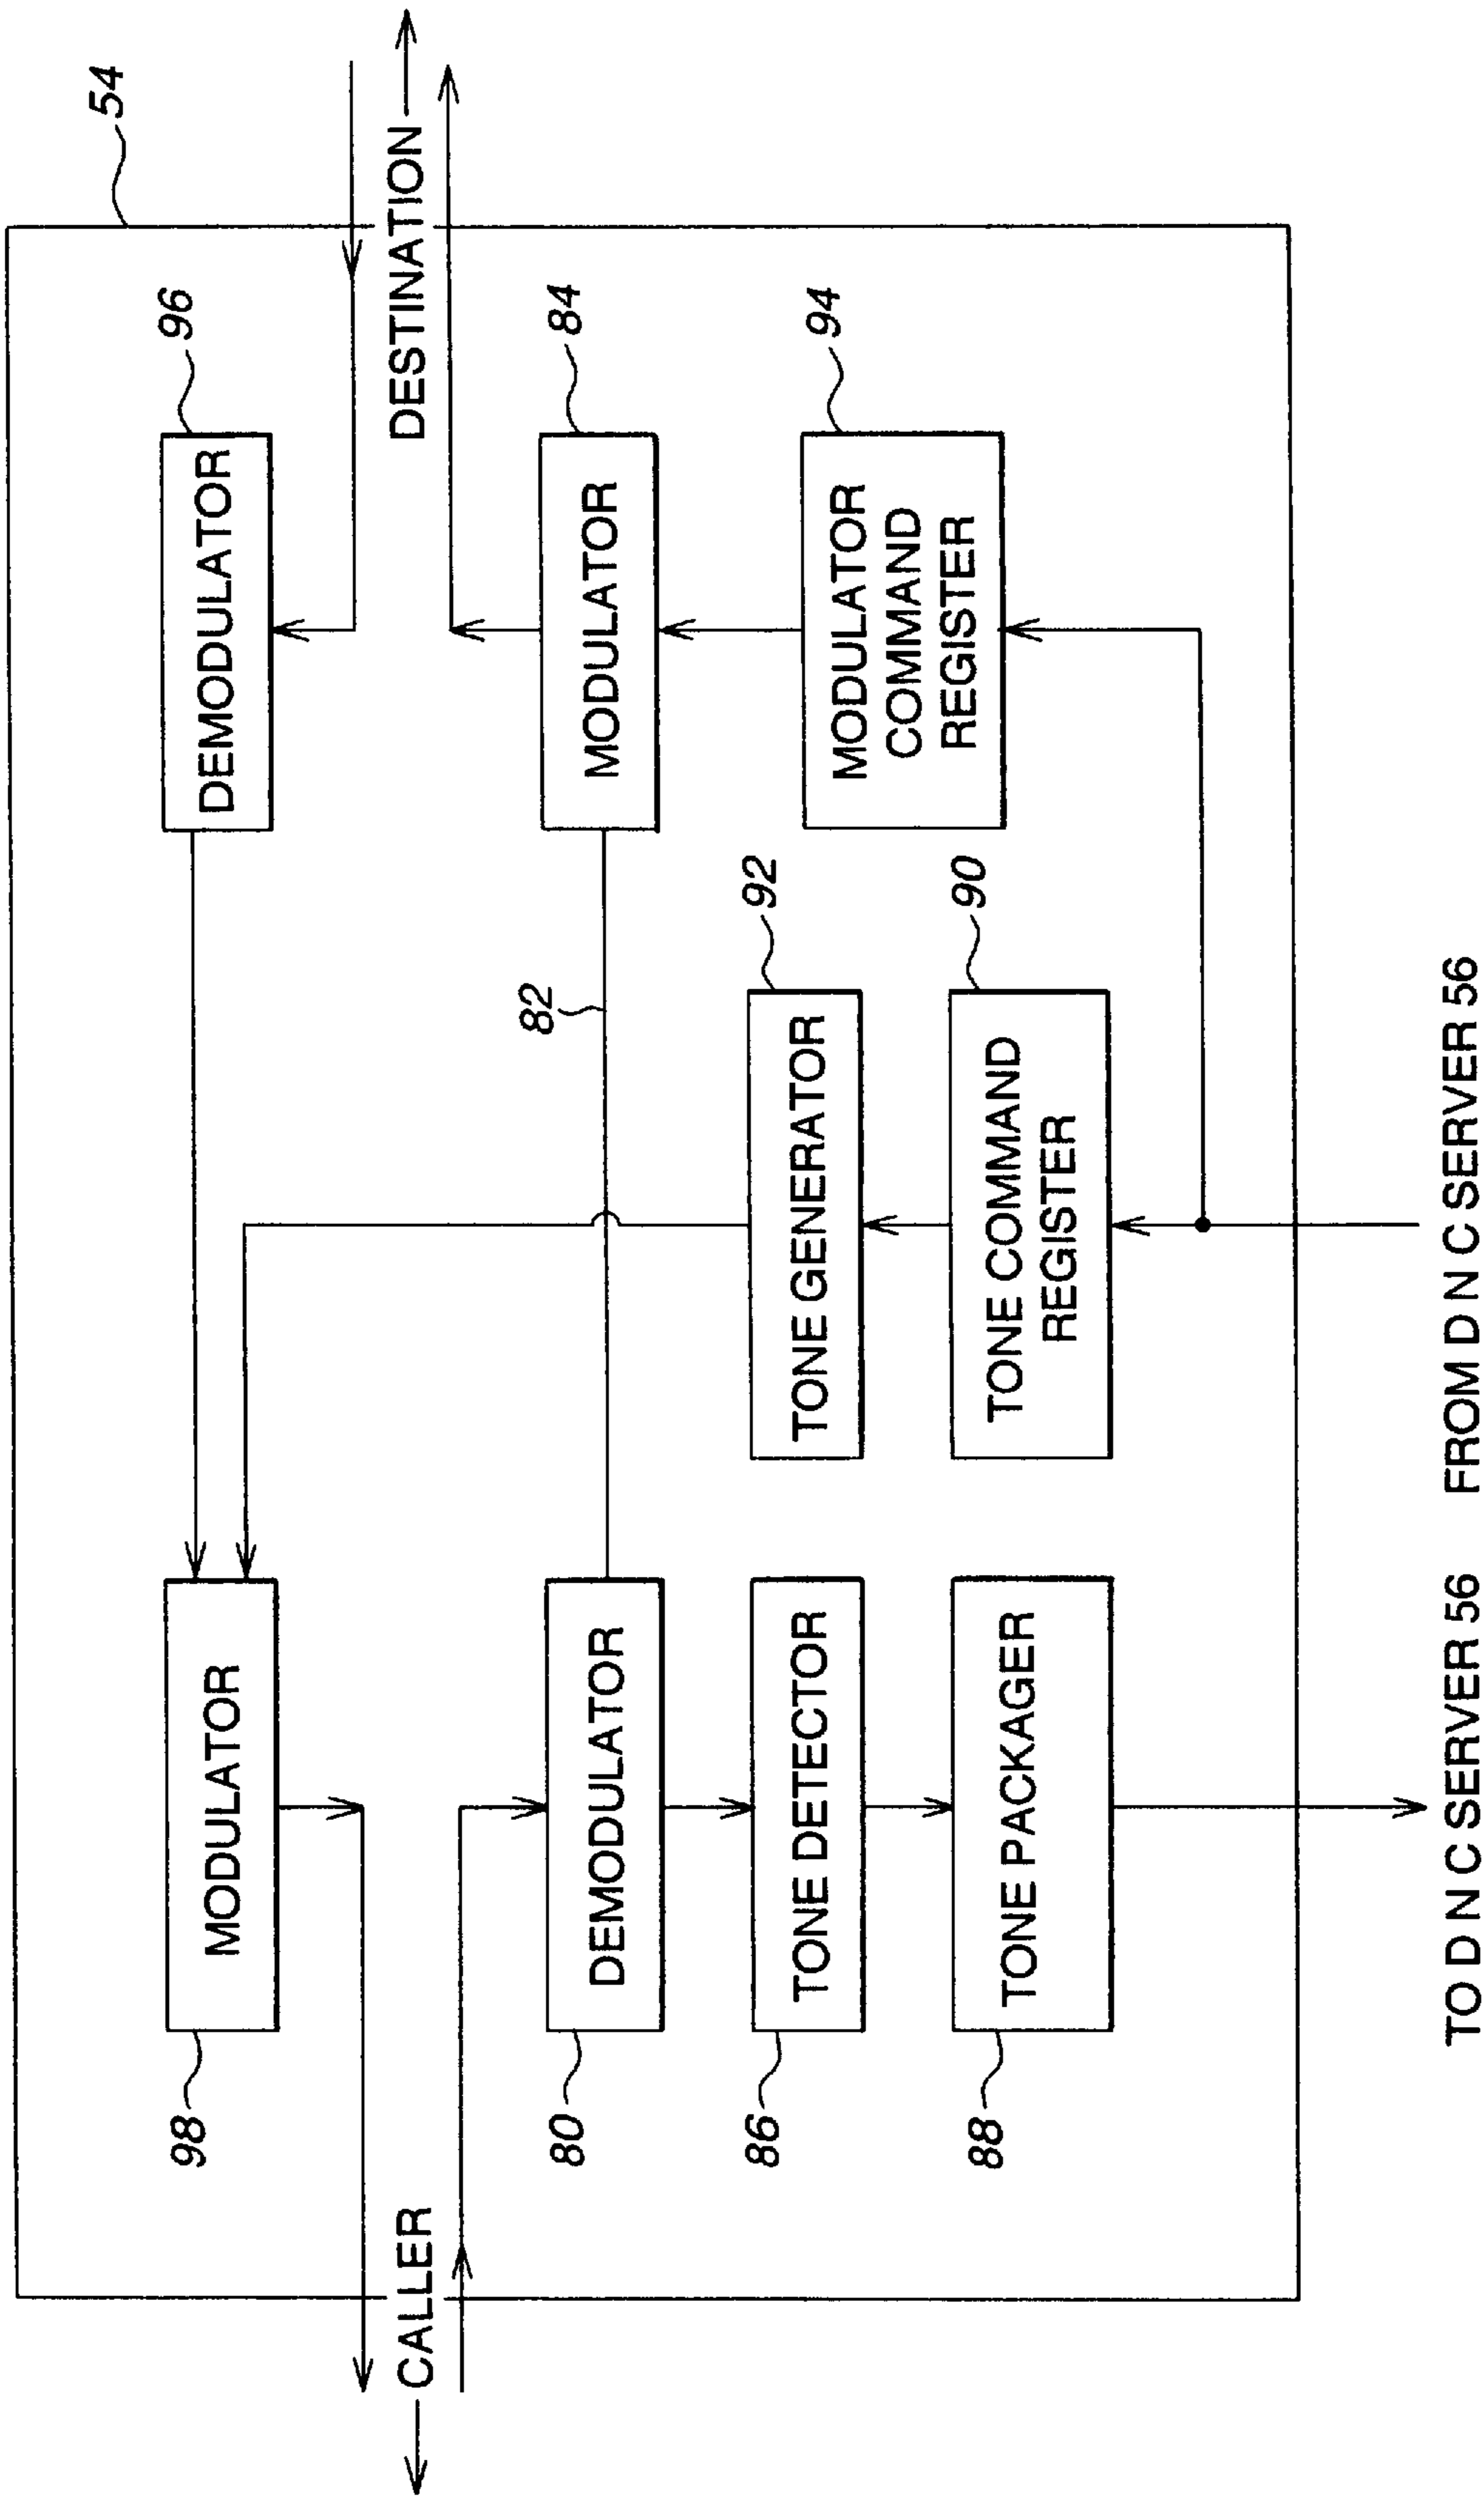 54
98
MODULATOR
DEMODULATOR
96
CALLER
DESTINATION
80
DEMODULATOR
82
MODULATOR
84
86
TONE DETECTOR
TONE GENERATOR
92
MODULATOR
COMMAND
REGISTER
94
88
TONE PACKAGER
TONE COMMAND
REGISTER
90
TO D N C SERVER 56
FROM D N C SERVER 56